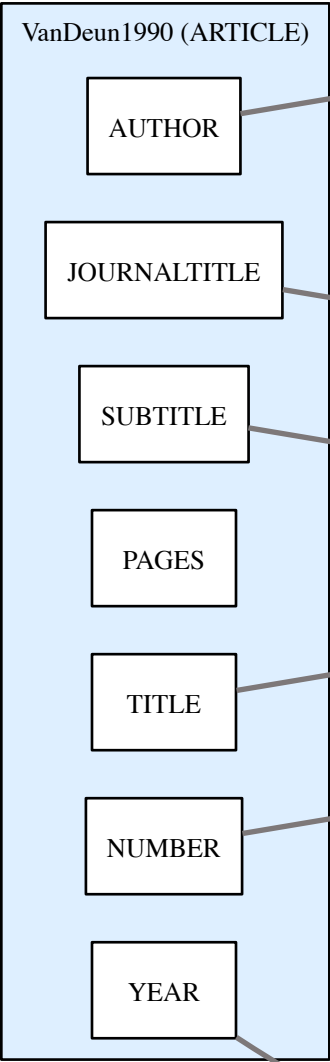 VanDeun1990 (ARTICLE)
AUTHOR
JOURNALTITLE
SUBTITLE
PAGES
TITLE
NUMBER
YEAR